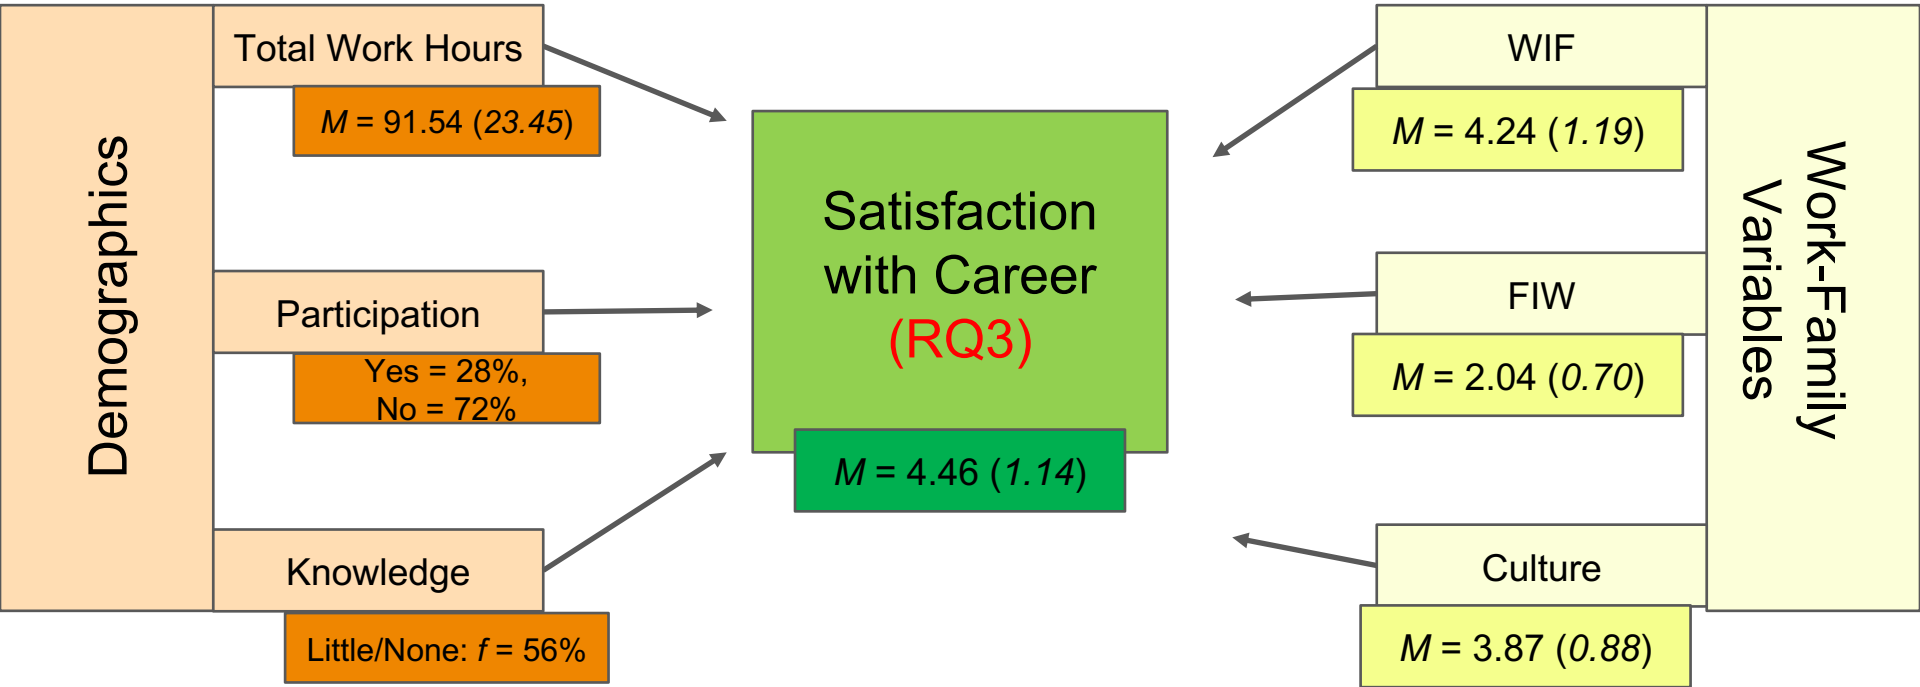 Demographics
Total Work Hours
M = 91.54 (23.45)
Participation
Yes = 28%,
No = 72%
Knowledge
Little/None: f = 56%
Satisfaction
with Career
(RQ3)
M = 4.46 (1.14)
WIF
M = 4.24 (1.19)
FIW
M = 2.04 (0.70)
Culture
M = 3.87 (0.88)
Work-Family
Variables